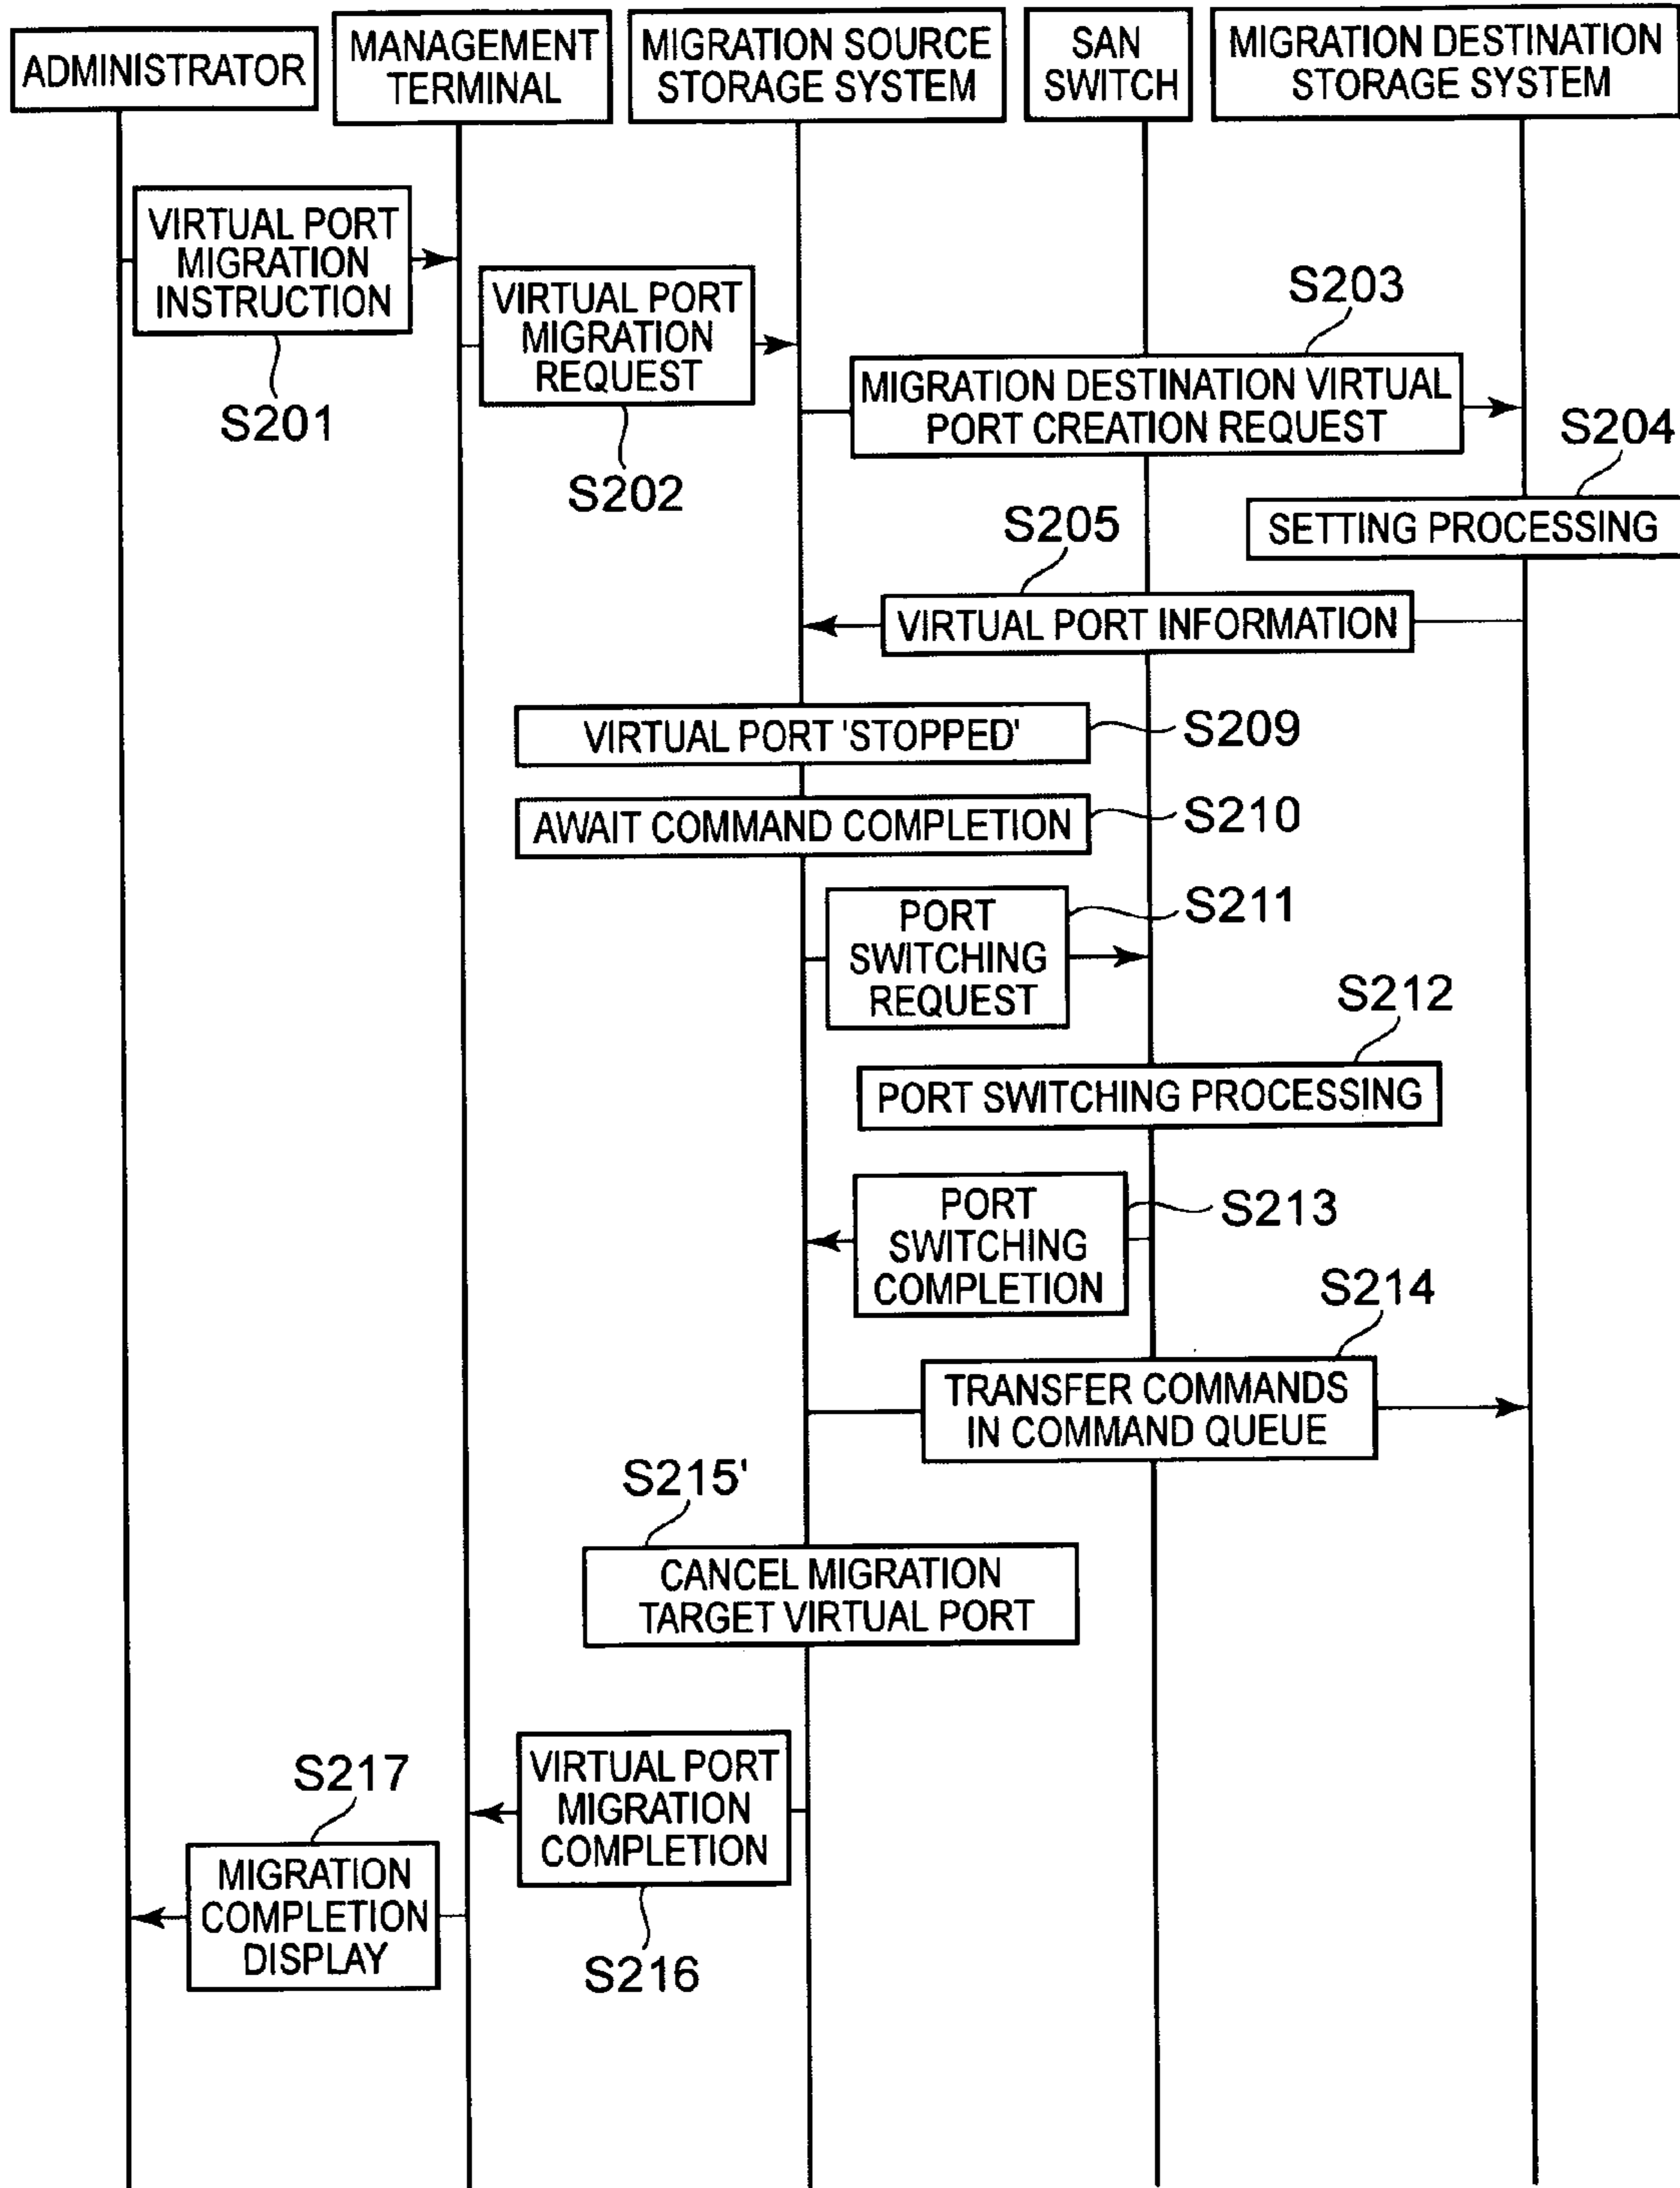 ADMINISTRATOR
MANAGEMENT
TERMINAL
MIGRATION SOURCE
STORAGE SYSTEM
SAN
SWITCH
MIGRATION DESTINATION
STORAGE SYSTEM
VIRTUAL PORT
MIGRATION
INSTRUCTION
S201
VIRTUAL PORT
MIGRATION
REQUEST
S202
S203
MIGRATION DESTINATION VIRTUAL
PORT CREATION REQUEST
S204
SETTING PROCESSING
S205
VIRTUAL PORT INFORMATION
VIRTUAL PORT 'STOPPED'
S209
AWAIT COMMAND COMPLETION
S210
PORT
SWITCHING
REQUEST
S211
S212
PORT SWITCHING PROCESSING
PORT
SWITCHING
COMPLETION
S213
S214
TRANSFER COMMANDS
IN COMMAND QUEUE
S215'
CANCEL MIGRATION
TARGET VIRTUAL PORT
VIRTUAL PORT
MIGRATION
COMPLETION
S216
S217
MIGRATION
COMPLETION
DISPLAY